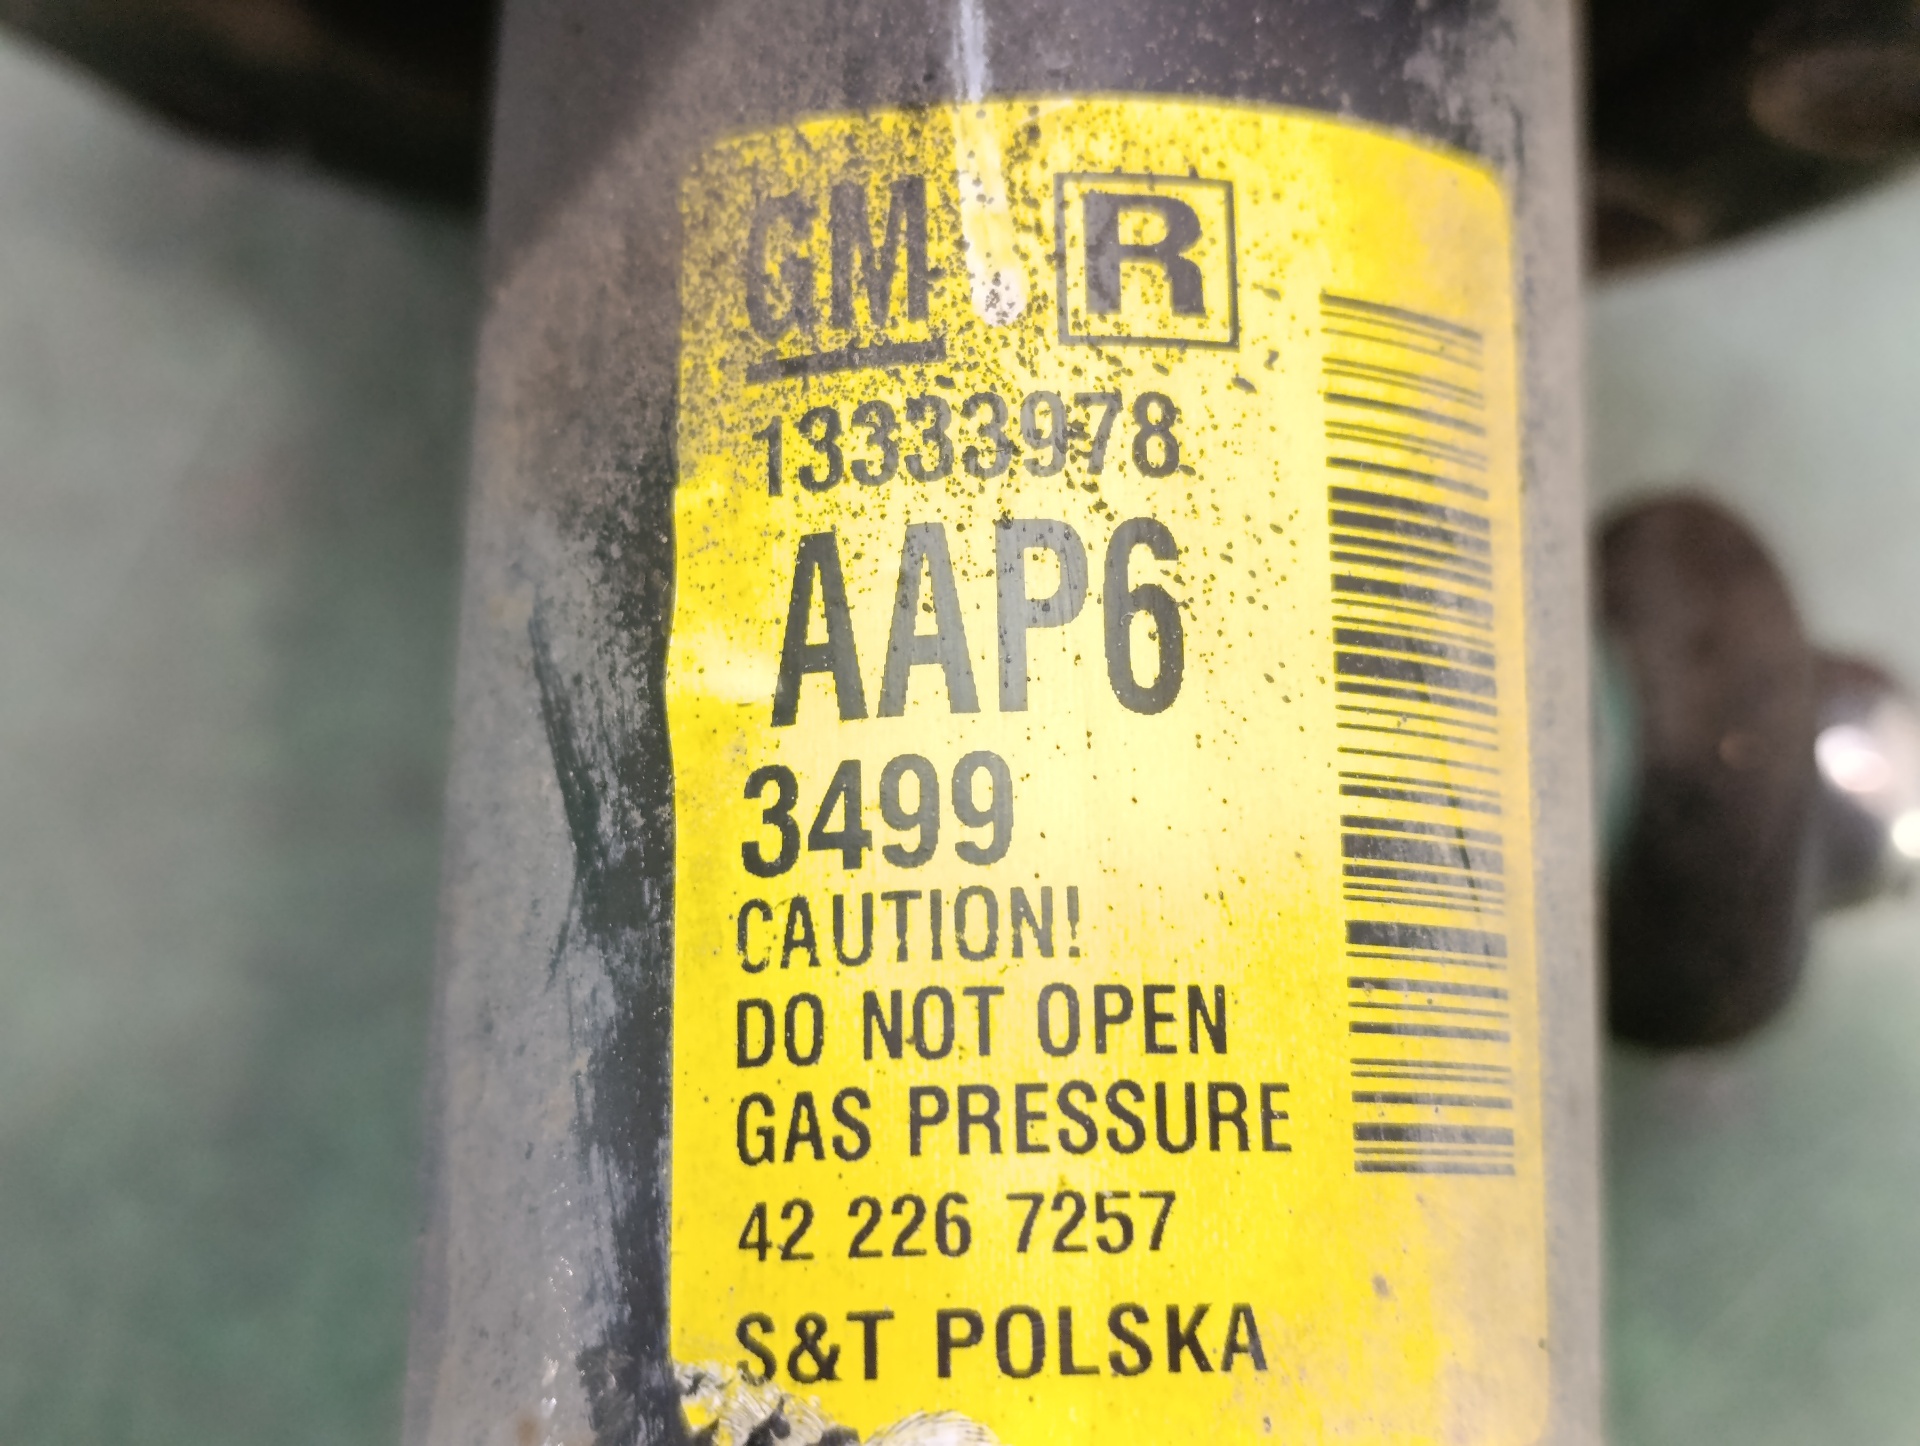 GM R
13333978
AAP6
3499
CAUTION!
DO NOT OPEN
GAS PRESSURE
42 226 7257
S&T POLSKA